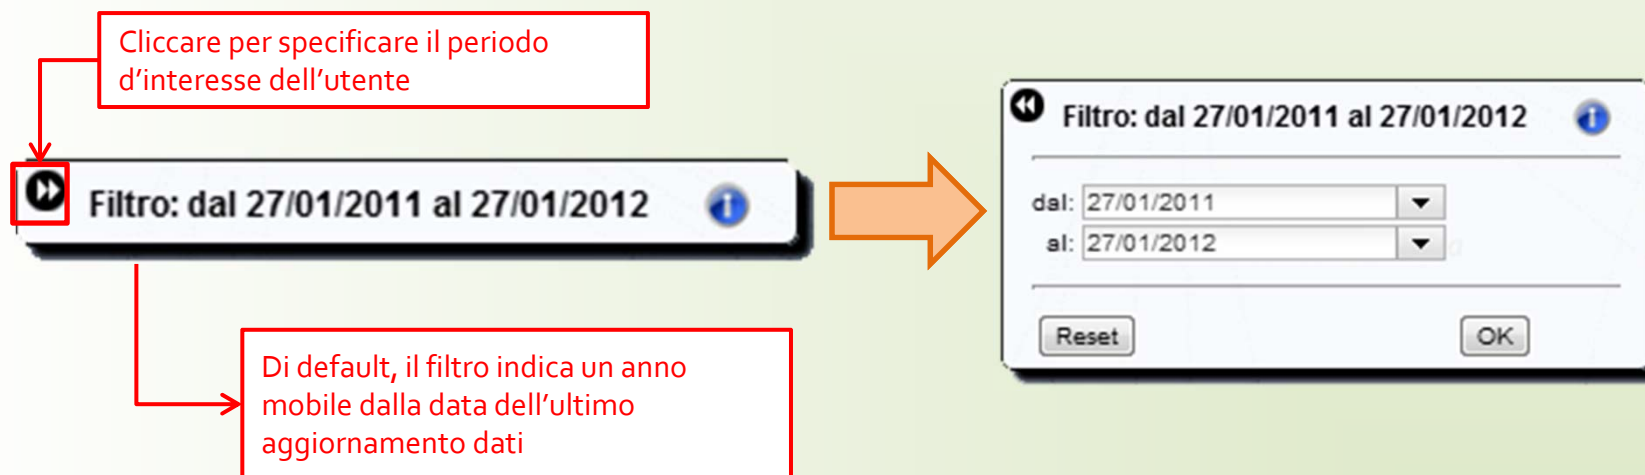 Cliccare per specificare il periodo
d'interesse dell'utente
Filtro: dal 27/01/2011 al 27/01/2012
Di default, il filtro indica un anno
mobile dalla data dell'ultimo
aggiornamento dati
Filtro: dal 27/01/2011 al 27/01/2012
dal: 27/01/2011
al: 27/01/2012
Reset OK